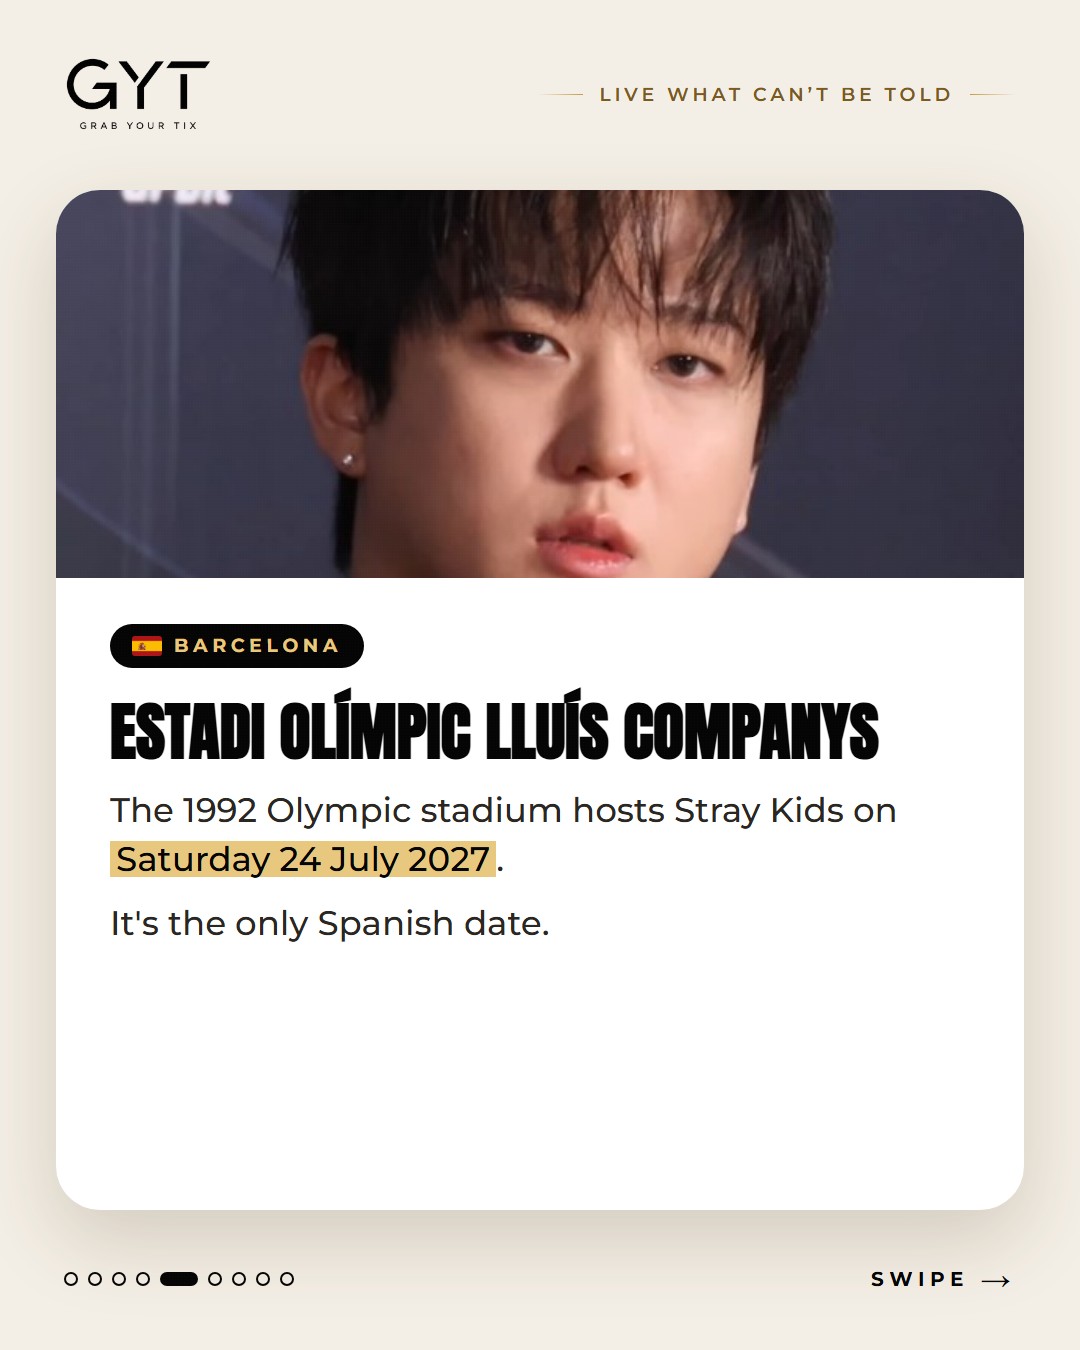 GYT
GRAB YOUR TIX
LIVE WHAT CAN’T BE TOLD
BARCELONA
ESTADI OLÍMPIC LLUÍS COMPANYS
The 1992 Olympic stadium hosts Stray Kids on
Saturday 24 July 2027.
It's the only Spanish date.
SWIPE →